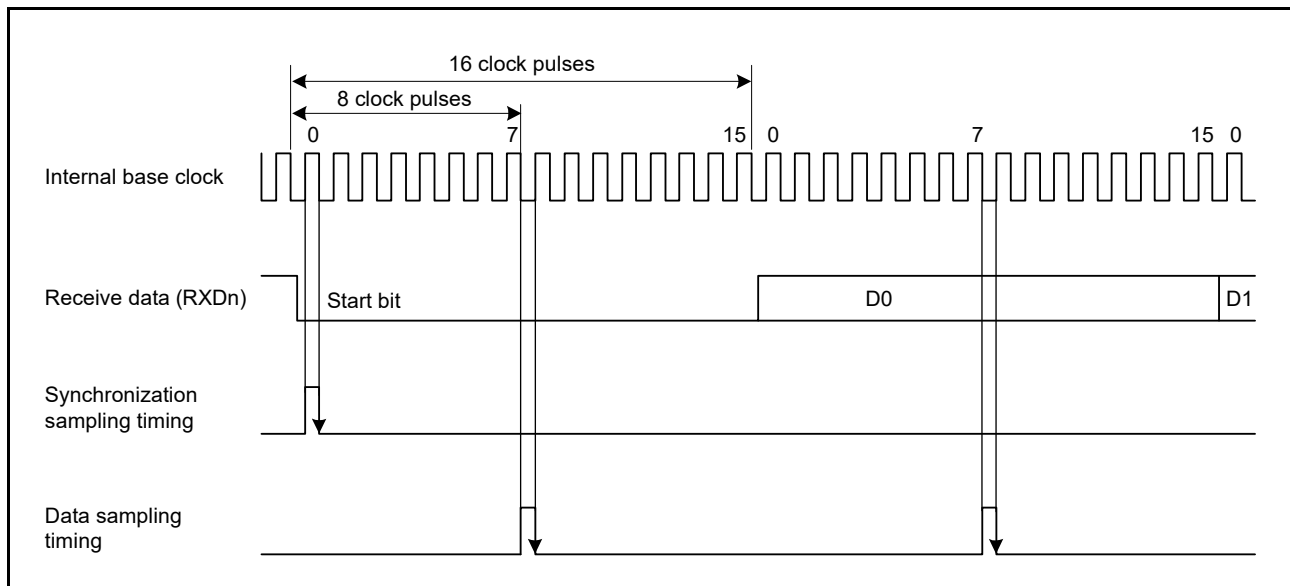 16 clock pulses
8 clock pulses
0 7 15 0 7 15 0
Internal base clock
Receive data (RXDn) Start bit D0 D1
Synchronization
sampling timing
Data sampling
timing